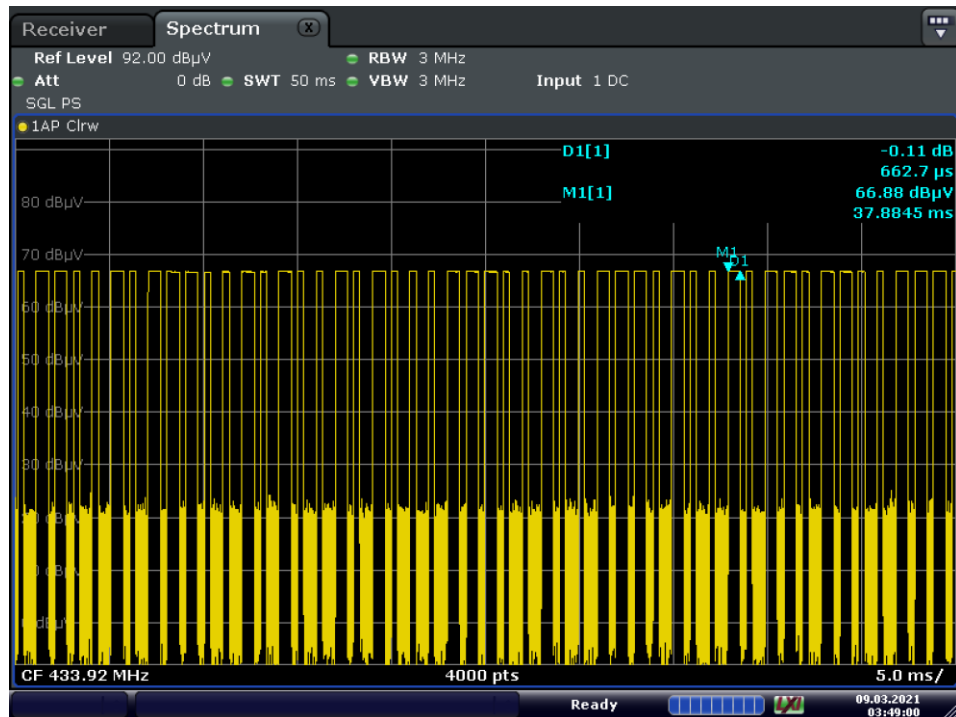 Receiver Spectrum X
Ref Level 92.00 dBµV RBW 3 MHz
Att 0 dB SWT 50 ms VBW 3 MHz Input 1 DC
SGL PS
1AP Clrw
D1[1] -0.11 dB
662.7 µs
80 dBµV M1[1] 66.88 dBµV
37.8845 ms
70 dBµV M1
D1
60 dBµV
50 dBµV
40 dBµV
30 dBµV
CF 433.92 MHz 4000 pts 5.0 ms/
Ready LXI 09.03.2021
03:49:00